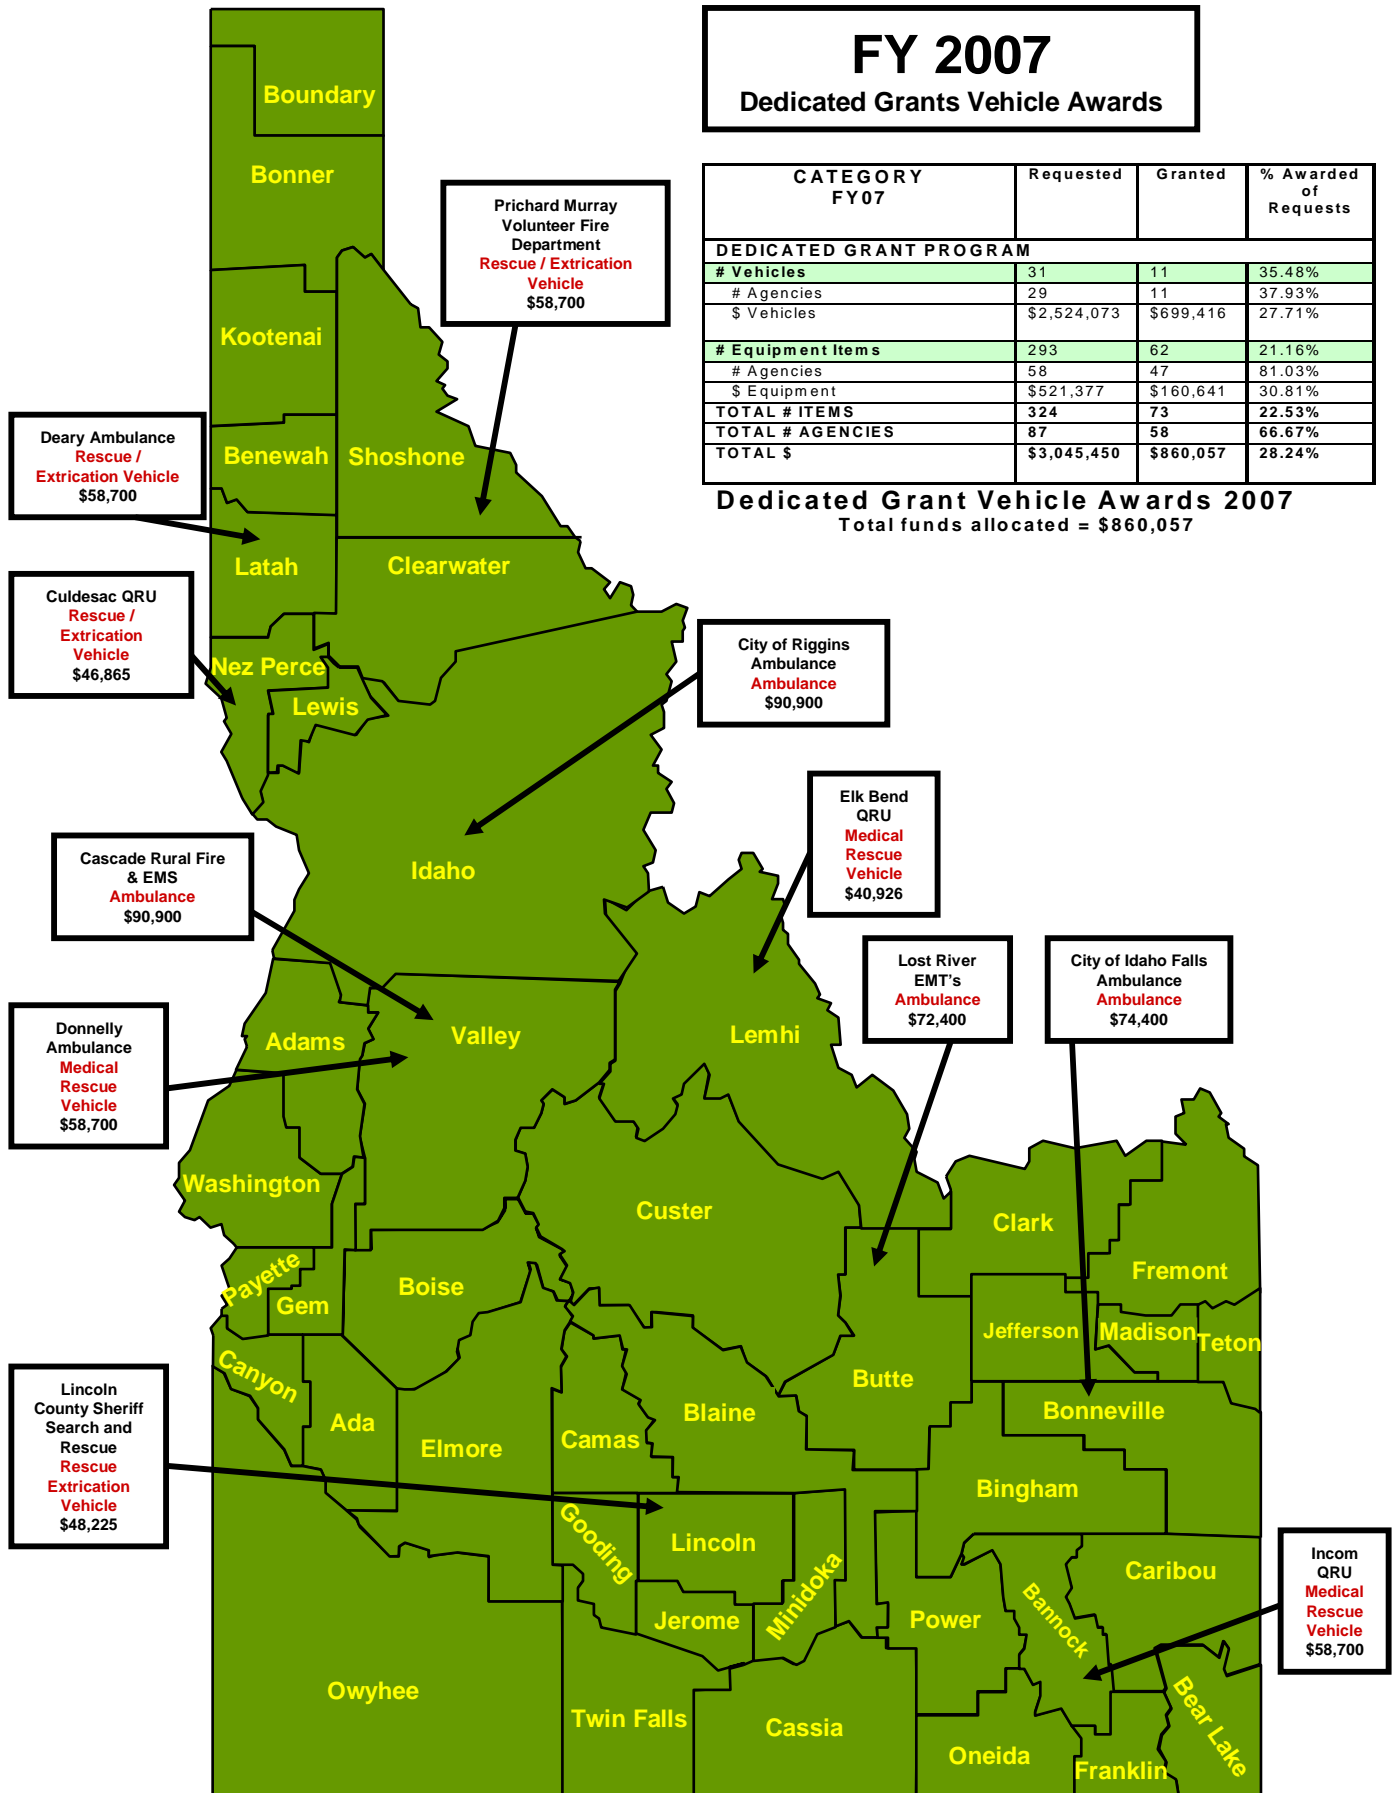 FY 2007
Dedicated Grants Vehicle Awards
CATEGORY
FY07
Requested
Granted
% Awarded
of
Requests
DEDICATED GRANT PROGRAM
# Vehicles 31 11 35.48%
# Agencies 29 11 37.93%
$ Vehicles $2,524,073 $699,416 27.71%
# Equipment Items 293 62 21.16%
# Agencies 58 47 81.03%
$ Equipment $521,377 $160,641 30.81%
TOTAL # ITEMS 324 73 22.53%
TOTAL # AGENCIES 87 58 66.67%
TOTAL $ $3,045,450 $860,057 28.24%
Dedicated Grant Vehicle Awards 2007
Total funds allocated = $860,057
Prichard Murray
Volunteer Fire
Department
Rescue / Extrication
Vehicle
$58,700
Deary Ambulance
Rescue /
Extrication Vehicle
$58,700
Culdesac QRU
Rescue /
Extrication
Vehicle
$46,865
City of Riggins
Ambulance
Ambulance
$90,900
Elk Bend
QRU
Medical
Rescue
Vehicle
$40,926
Cascade Rural Fire
& EMS
Ambulance
$90,900
Lost River
EMT's
Ambulance
$72,400
City of Idaho Falls
Ambulance
Ambulance
$74,400
Donnelly
Ambulance
Medical
Rescue
Vehicle
$58,700
Lincoln
County Sheriff
Search and
Rescue
Rescue
Extrication
Vehicle
$48,225
Incom
QRU
Medical
Rescue
Vehicle
$58,700
Boundary
Bonner
Kootenai
Benewah
Shoshone
Latah
Clearwater
Nez Perce
Lewis
Idaho
Adams
Valley
Lemhi
Washington
Custer
Clark
Fremont
Payette
Gem
Boise
Jefferson
Madison
Teton
Canyon
Ada
Elmore
Camas
Blaine
Butte
Bonneville
Bingham
Gooding
Lincoln
Minidoka
Jerome
Power
Bannock
Caribou
Owyhee
Twin Falls
Cassia
Oneida
Franklin
Bear Lake